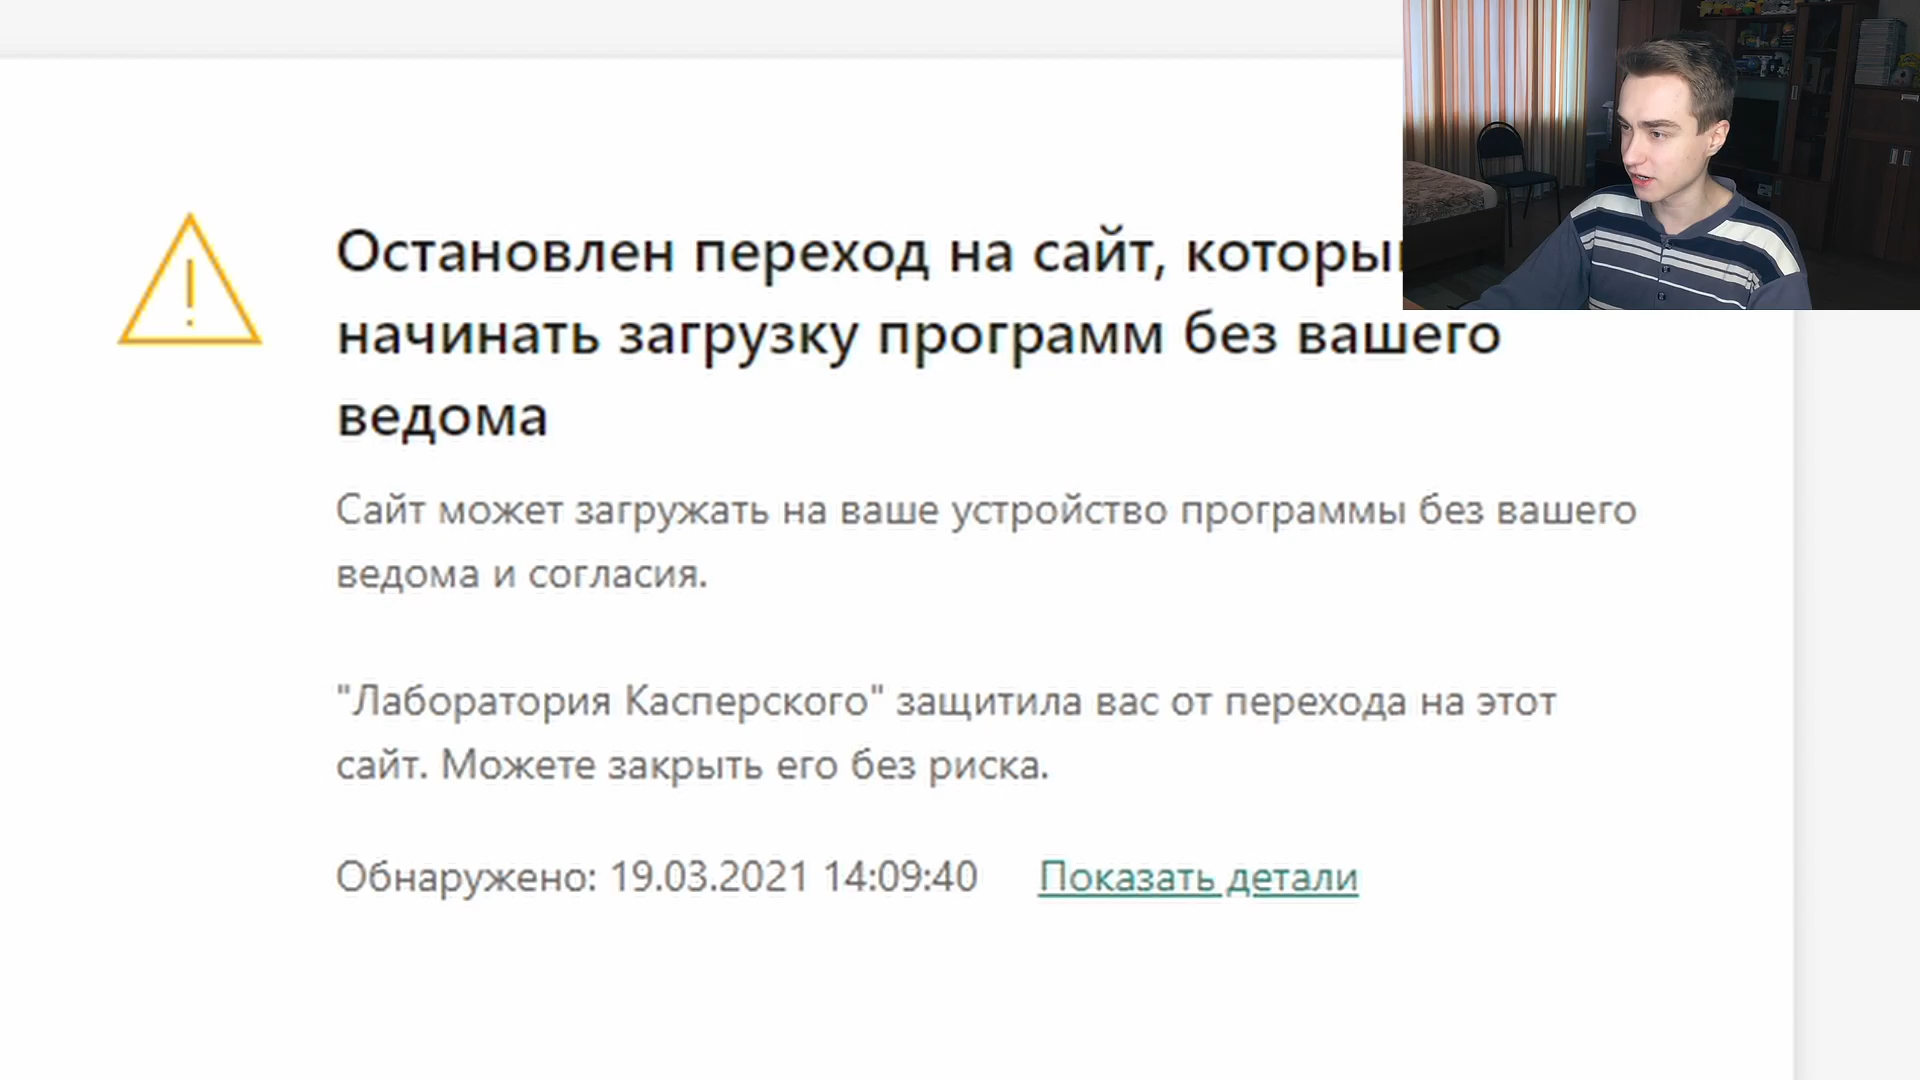 Остановлен переход на сайт,
начинать загрузку программ без вашего
ведома
Сайт может загружать на ваше устройство программы без вашего
ведома и согласия.
"Лаборатория Касперского" защитила вас от перехода на этот
сайт. Можете закрыть его без риска.
Обнаружено: 19.03.2021 14:09:40 Показать детали